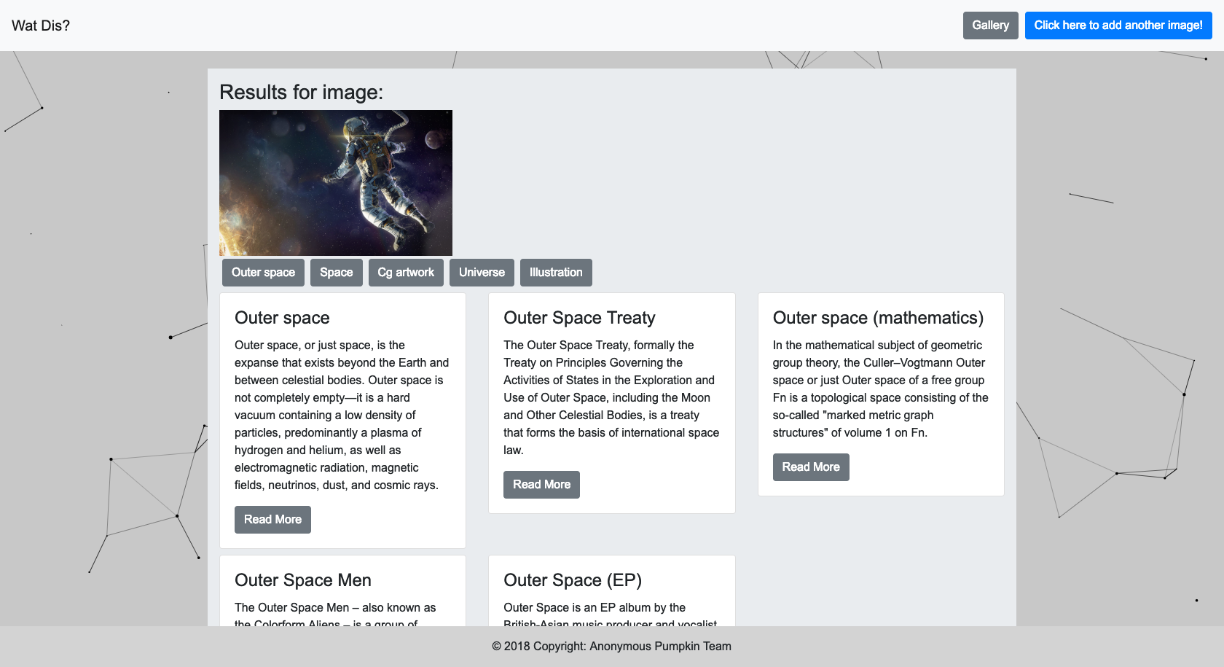 Wat Dis?
Gallery
Click here to add another image!
Results for image:
Outer space
Space
Cg artwork
Universe
Illustration
Outer space
Outer space, or just space, is the
expanse that exists beyond the Earth and
between celestial bodies. Outer space is
not completely empty—it is a hard
vacuum containing a low density of
particles, predominantly a plasma of
hydrogen and helium, as well as
electromagnetic radiation, magnetic
fields, neutrinos, dust, and cosmic rays.
Read More
Outer Space Treaty
The Outer Space Treaty, formally the
Treaty on Principles Governing the
Activities of States in the Exploration and
Use of Outer Space, including the Moon
and Other Celestial Bodies, is a treaty
that forms the basis of international space
law.
Read More
Outer space (mathematics)
In the mathematical subject of geometric
group theory, the Culler–Vogtmann Outer
space or just Outer space of a free group
Fn is a topological space consisting of the
so-called "marked metric graph
structures" of volume 1 on Fn.
Read More
Outer Space Men
The Outer Space Men – also known as
the Colorform Aliens – is a group of
Outer Space (EP)
Outer Space is an EP album by the
British-Asian music producer and vocalist
© 2018 Copyright: Anonymous Pumpkin Team